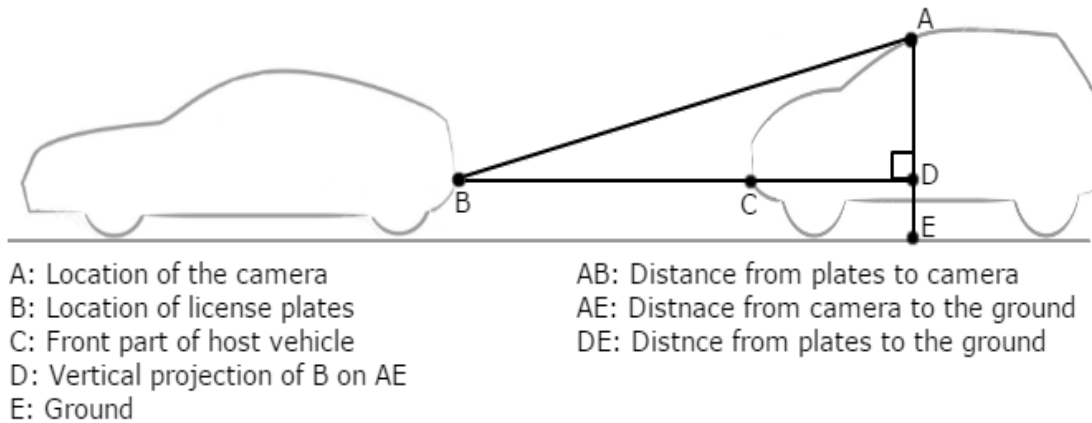 A
B
C
D
E
A: Location of the camera
B: Location of license plates
C: Front part of host vehicle
D: Vertical projection of B on AE
E: Ground
AB: Distance from plates to camera
AE: Distnace from camera to the ground
DE: Distnce from plates to the ground